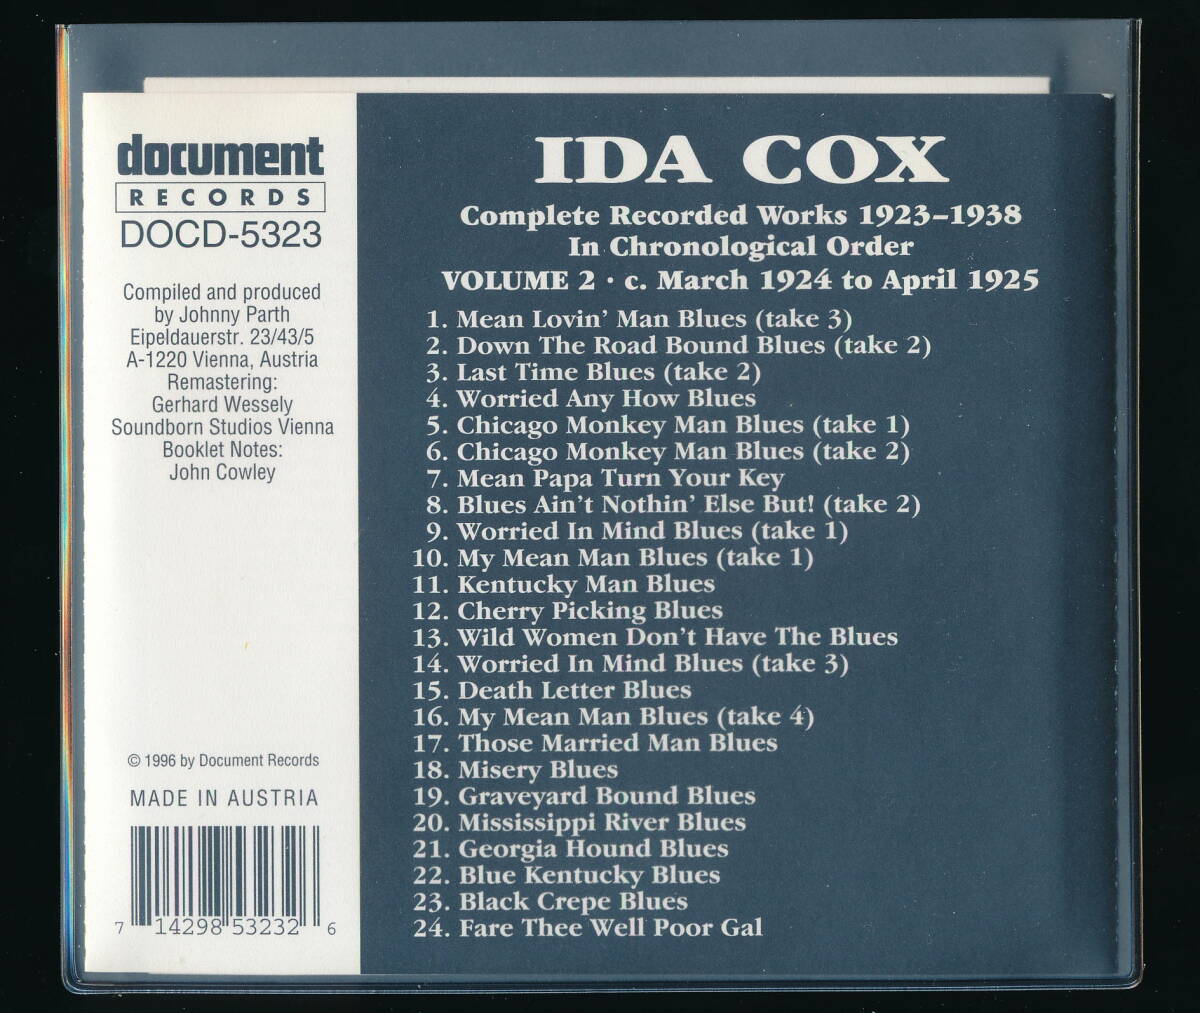 document
RECORDS
DOCD-5323
Compiled and produced
by Johnny Parth
Eipeldauerstr. 23/43/5
A-1220 Vienna, Austria
Remastering:
Gerhard Wessely
Soundborn Studios Vienna
Booklet Notes:
John Cowley
© 1996 by Document Records
MADE IN AUSTRIA
7 14298 53232 6
IDA COX
Complete Recorded Works 1923–1938
In Chronological Order
VOLUME 2 · c. March 1924 to April 1925
1. Mean Lovin' Man Blues (take 3)
2. Down The Road Bound Blues (take 2)
3. Last Time Blues (take 2)
4. Worried Any How Blues
5. Chicago Monkey Man Blues (take 1)
6. Chicago Monkey Man Blues (take 2)
7. Mean Papa Turn Your Key
8. Blues Ain't Nothin' Else But! (take 2)
9. Worried In Mind Blues (take 1)
10. My Mean Man Blues (take 1)
11. Kentucky Man Blues
12. Cherry Picking Blues
13. Wild Women Don't Have The Blues
14. Worried In Mind Blues (take 3)
15. Death Letter Blues
16. My Mean Man Blues (take 4)
17. Those Married Man Blues
18. Misery Blues
19. Graveyard Bound Blues
20. Mississippi River Blues
21. Georgia Hound Blues
22. Blue Kentucky Blues
23. Black Crepe Blues
24. Fare Thee Well Poor Gal